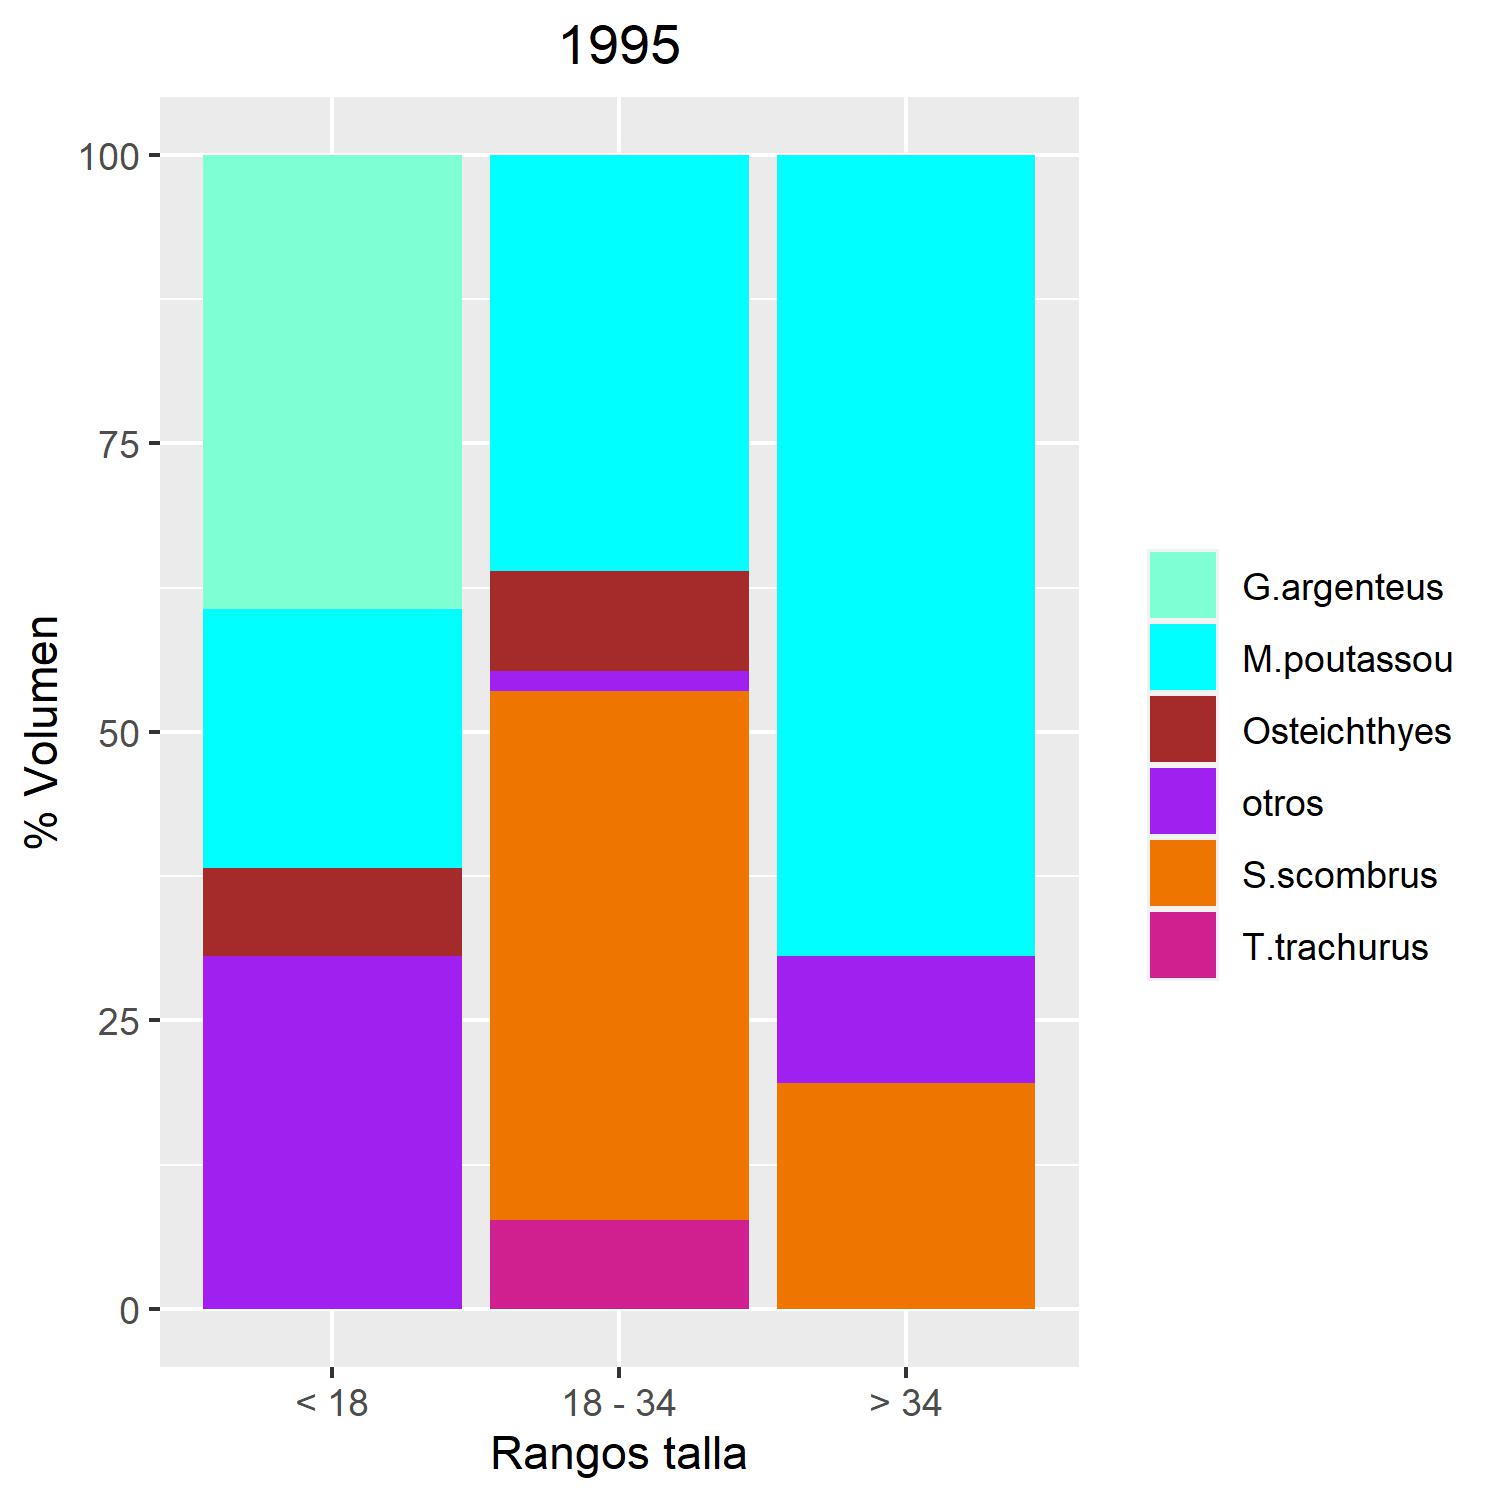 1995
% Volumen
100
75
50
25
0
< 18
18 - 34
> 34
Rangos talla
G.argenteus
M.poutassou
Osteichthyes
otros
S.scombrus
T.trachurus